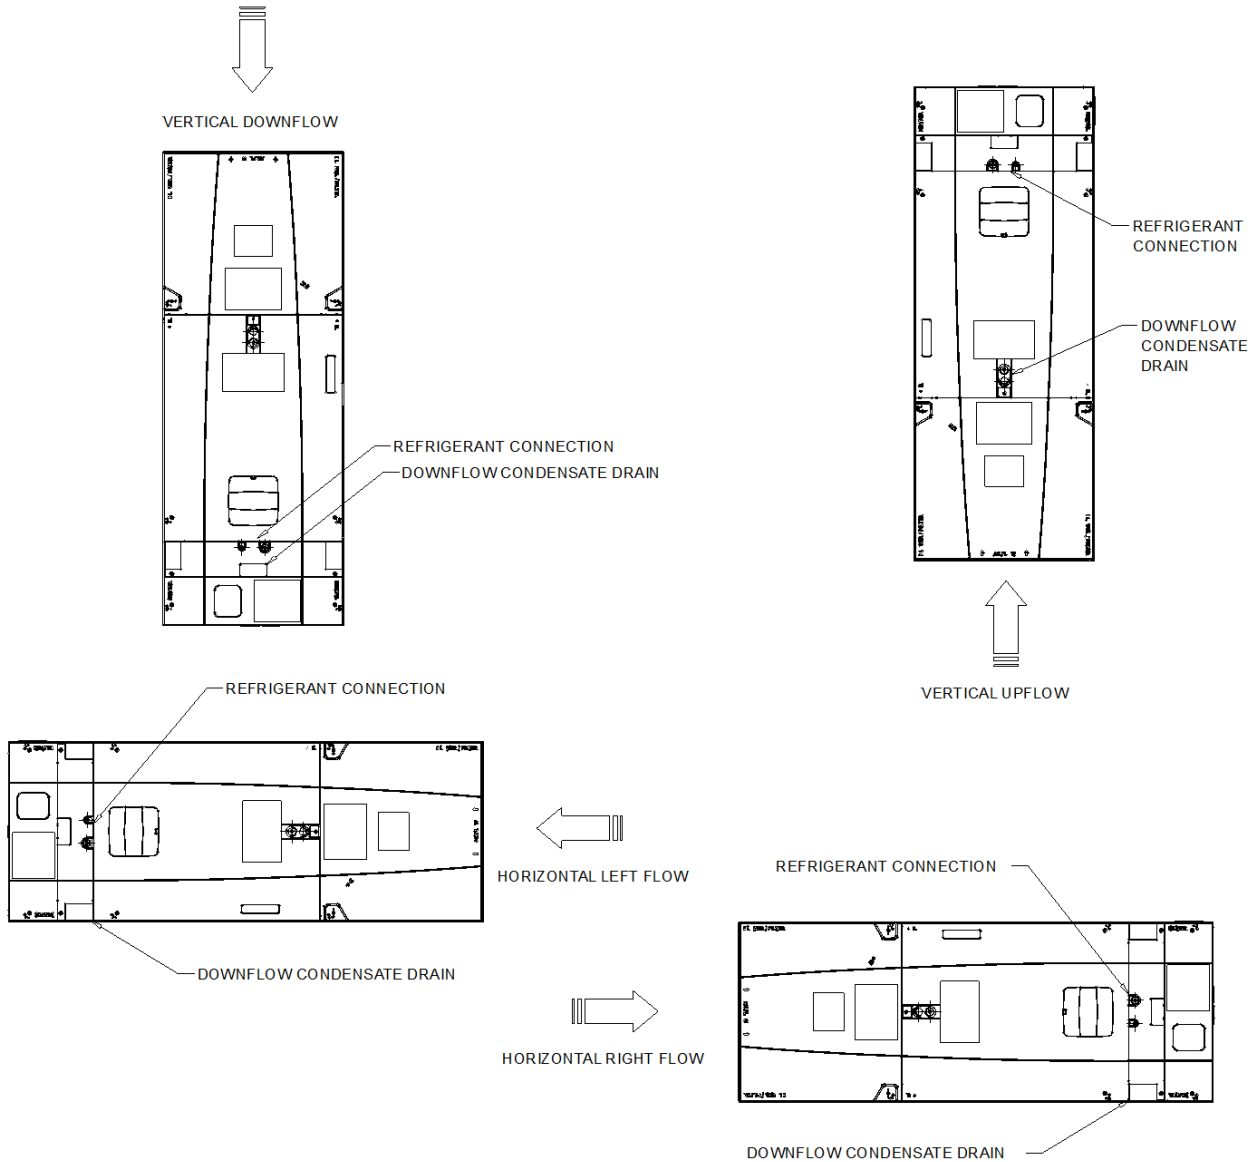 VERTICAL DOWNFLOW
REFRIGERANT
CONNECTION
DOWNFLOW
CONDENSATE
DRAIN
REFRIGERANT CONNECTION
DOWNFLOW CONDENSATE DRAIN
VERTICAL UPFLOW
REFRIGERANT CONNECTION
HORIZONTAL LEFT FLOW
DOWNFLOW CONDENSATE DRAIN
REFRIGERANT CONNECTION
HORIZONTAL RIGHT FLOW
DOWNFLOW CONDENSATE DRAIN